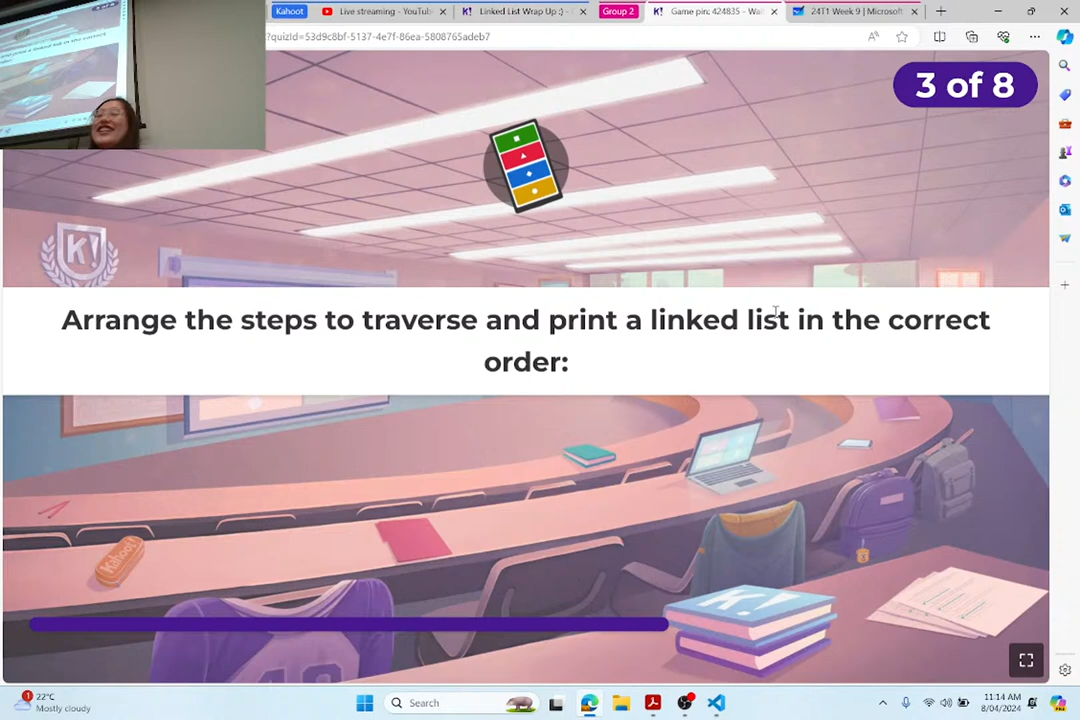 Kahoot
Live streaming - YouTub
Linked List Wrap Up :) -
Group 2
Game pin: 424835 - Wai
24T1 Week 9 | Microsoft
?quizId=53d9c8bf-5137-4e7f-86ea-5808765adeb7
3 of 8
K!
Arrange the steps to traverse and print a linked list in the correct
order:
Kahoot!
K!
22°C
Mostly cloudy
Search
11:14 AM
8/04/2024